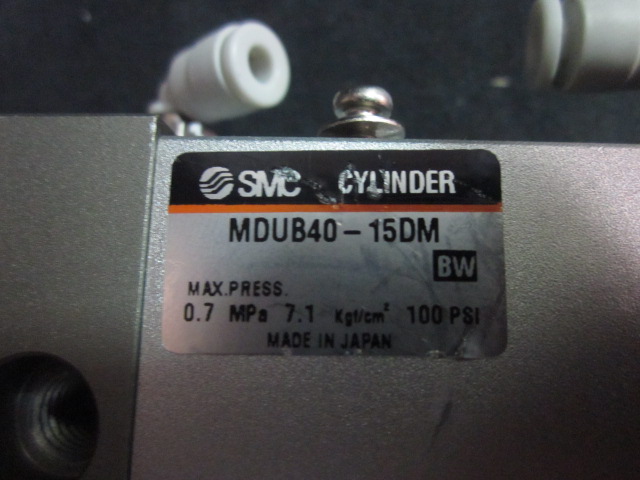 SMC CYLINDER
MDUB40-15DM
BW
MAX.PRESS.
0.7 MPa 7.1 Kgf/cm² 100 PSI
MADE IN JAPAN